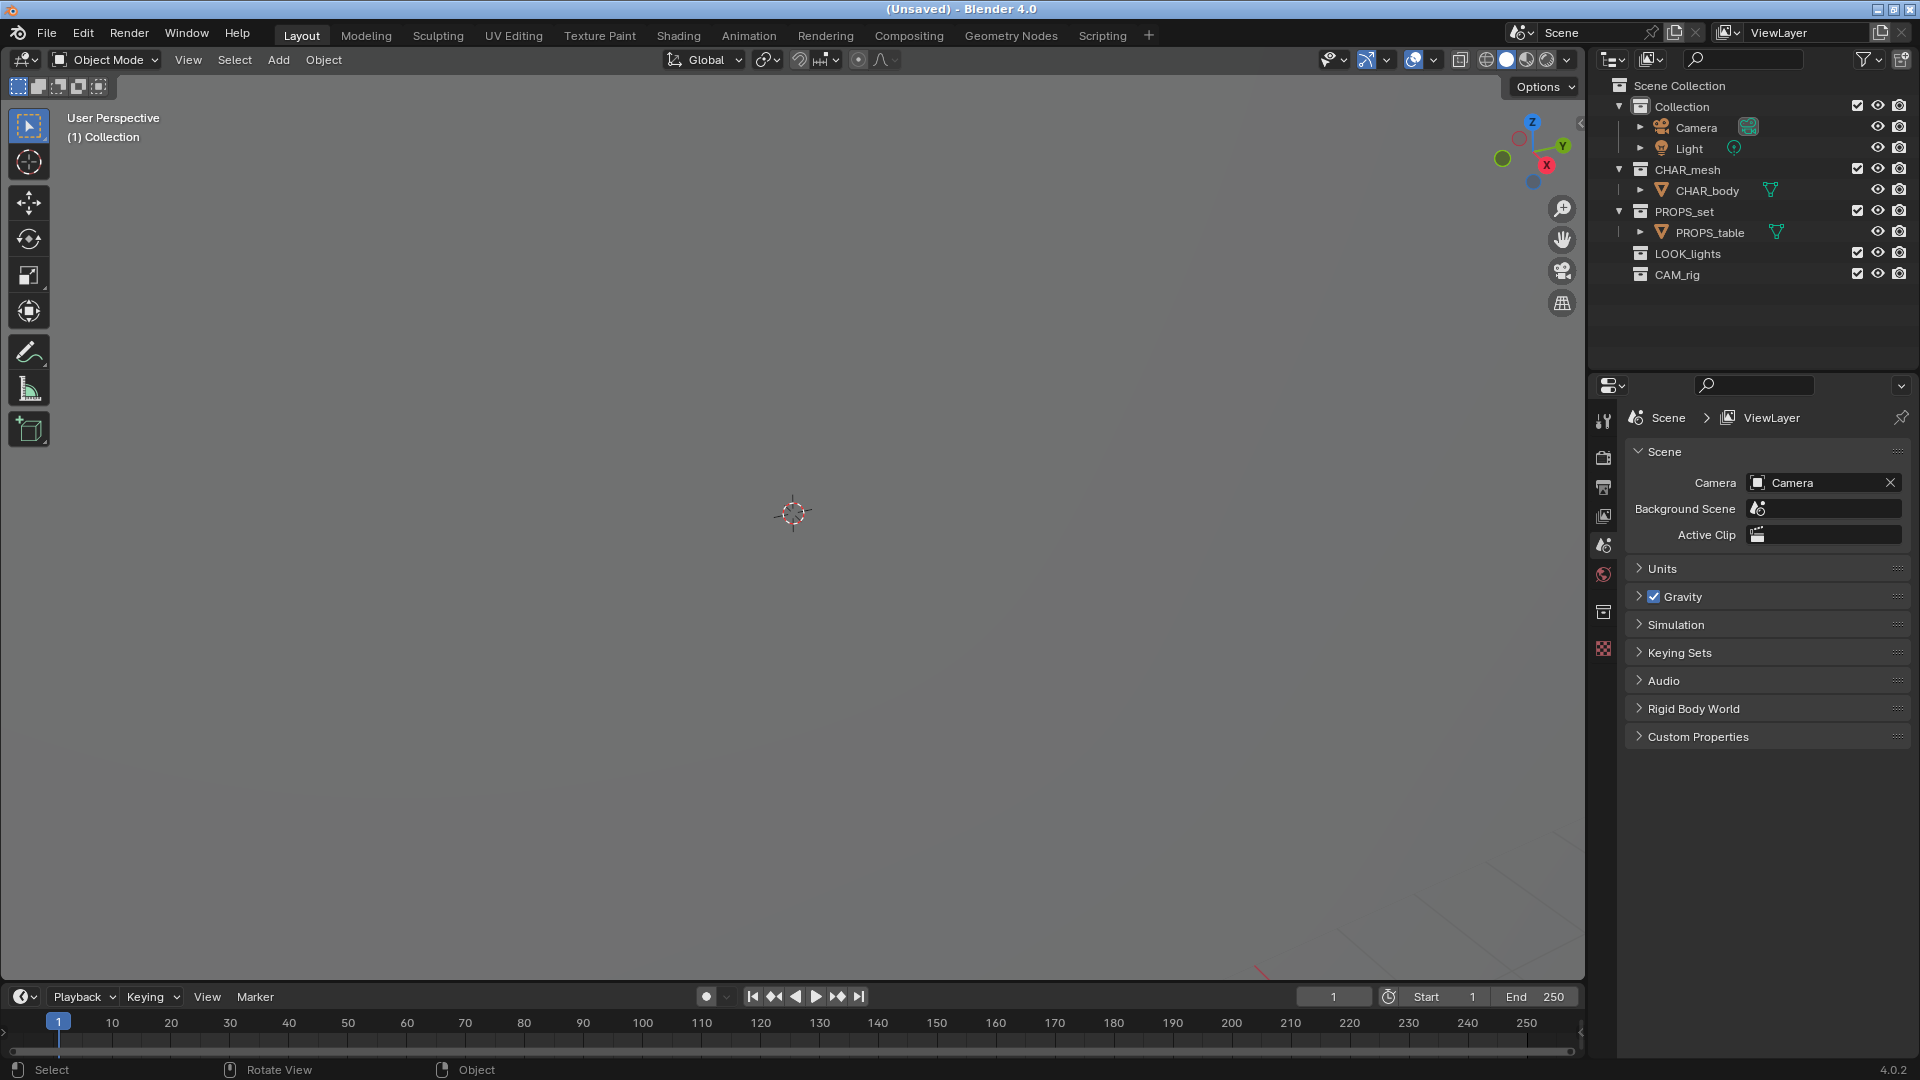 (Unsaved) - Blender 4.0
File Edit Render Window Help
Layout Modeling Sculpting UV Editing Texture Paint Shading Animation Rendering Compositing Geometry Nodes Scripting
Scene ViewLayer
Object Mode View Select Add Object
Global
Options
User Perspective
(1) Collection
Z
Y
X
Scene Collection
Collection
Camera
Light
CHAR_mesh
CHAR_body
PROPS_set
PROPS_table
LOOK_lights
CAM_rig
Scene ViewLayer
Scene
Camera Camera
Background Scene
Active Clip
Units
Gravity
Simulation
Keying Sets
Audio
Rigid Body World
Custom Properties
Playback Keying View Marker
1 Start 1 End 250
1 10 20 30 40 50 60 70 80 90 100 110 120 130 140 150 160 170 180 190 200 210 220 230 240 250
Select Rotate View Object 4.0.2